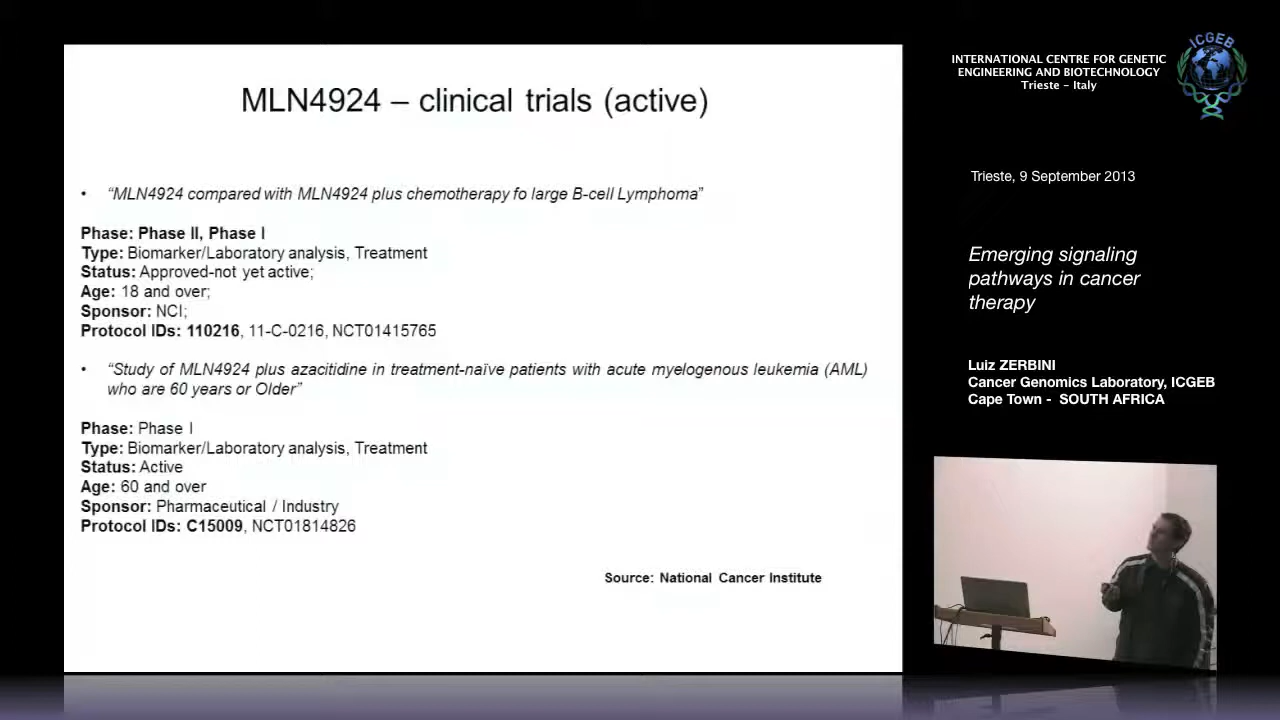 MLN4924 – clinical trials (active)
• “MLN4924 compared with MLN4924 plus chemotherapy fo large B-cell Lymphoma”
Phase: Phase II, Phase I
Type: Biomarker/Laboratory analysis, Treatment
Status: Approved-not yet active;
Age: 18 and over;
Sponsor: NCI;
Protocol IDs: 110216, 11-C-0216, NCT01415765
• “Study of MLN4924 plus azacitidine in treatment-naïve patients with acute myelogenous leukemia (AML)
who are 60 years or Older”
Phase: Phase I
Type: Biomarker/Laboratory analysis, Treatment
Status: Active
Age: 60 and over
Sponsor: Pharmaceutical / Industry
Protocol IDs: C15009, NCT01814826
Source: National Cancer Institute
INTERNATIONAL CENTRE FOR GENETIC
ENGINEERING AND BIOTECHNOLOGY
Trieste - Italy
ICGEB
Trieste, 9 September 2013
Emerging signaling
pathways in cancer
therapy
Luiz ZERBINI
Cancer Genomics Laboratory, ICGEB
Cape Town - SOUTH AFRICA